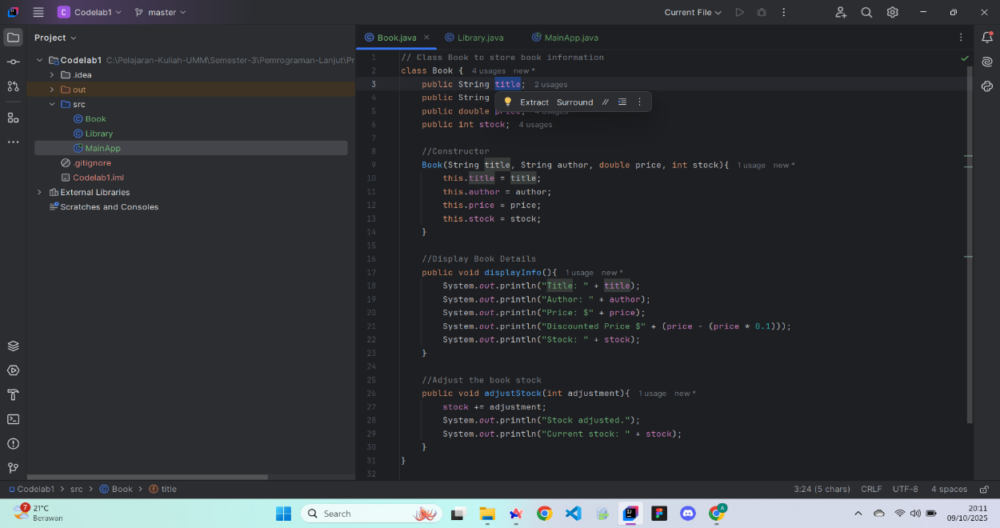 Codelab1 master Current File
Project
Book.java Library.java MainApp.java
Codelab1 C:\Pelajaran-Kuliah-UMM\Semester-3\Pemrograman-Lanjut\Pr
.idea
out
src
Book
Library
MainApp
.gitignore
Codelab1.iml
External Libraries
Scratches and Consoles
1 // Class Book to store book information
2 class Book { 4 usages new *
3 public String title; 2 usages
4 public String
Extract Surround
5 public double price; 4 usages
6 public int stock; 4 usages
7
8 //Constructor
9 Book(String title, String author, double price, int stock){ 1 usage new *
10 this.title = title;
11 this.author = author;
12 this.price = price;
13 this.stock = stock;
14 }
15
16 //Display Book Details
17 public void displayInfo(){ 1 usage new *
18 System.out.println("Title: " + title);
19 System.out.println("Author: " + author);
20 System.out.println("Price: $" + price);
21 System.out.println("Discounted Price $" + (price - (price * 0.1)));
22 System.out.println("Stock: " + stock);
23 }
24
25 //Adjust the book stock
26 public void adjustStock(int adjustment){ 1 usage new *
27 stock += adjustment;
28 System.out.println("Stock adjusted.");
29 System.out.println("Current stock: " + stock);
30 }
31 }
32
Codelab1 > src > Book > title 3:24 (5 chars) CRLF UTF-8 4 spaces
7 21°C
Berawan
Search
20:11
09/10/2025